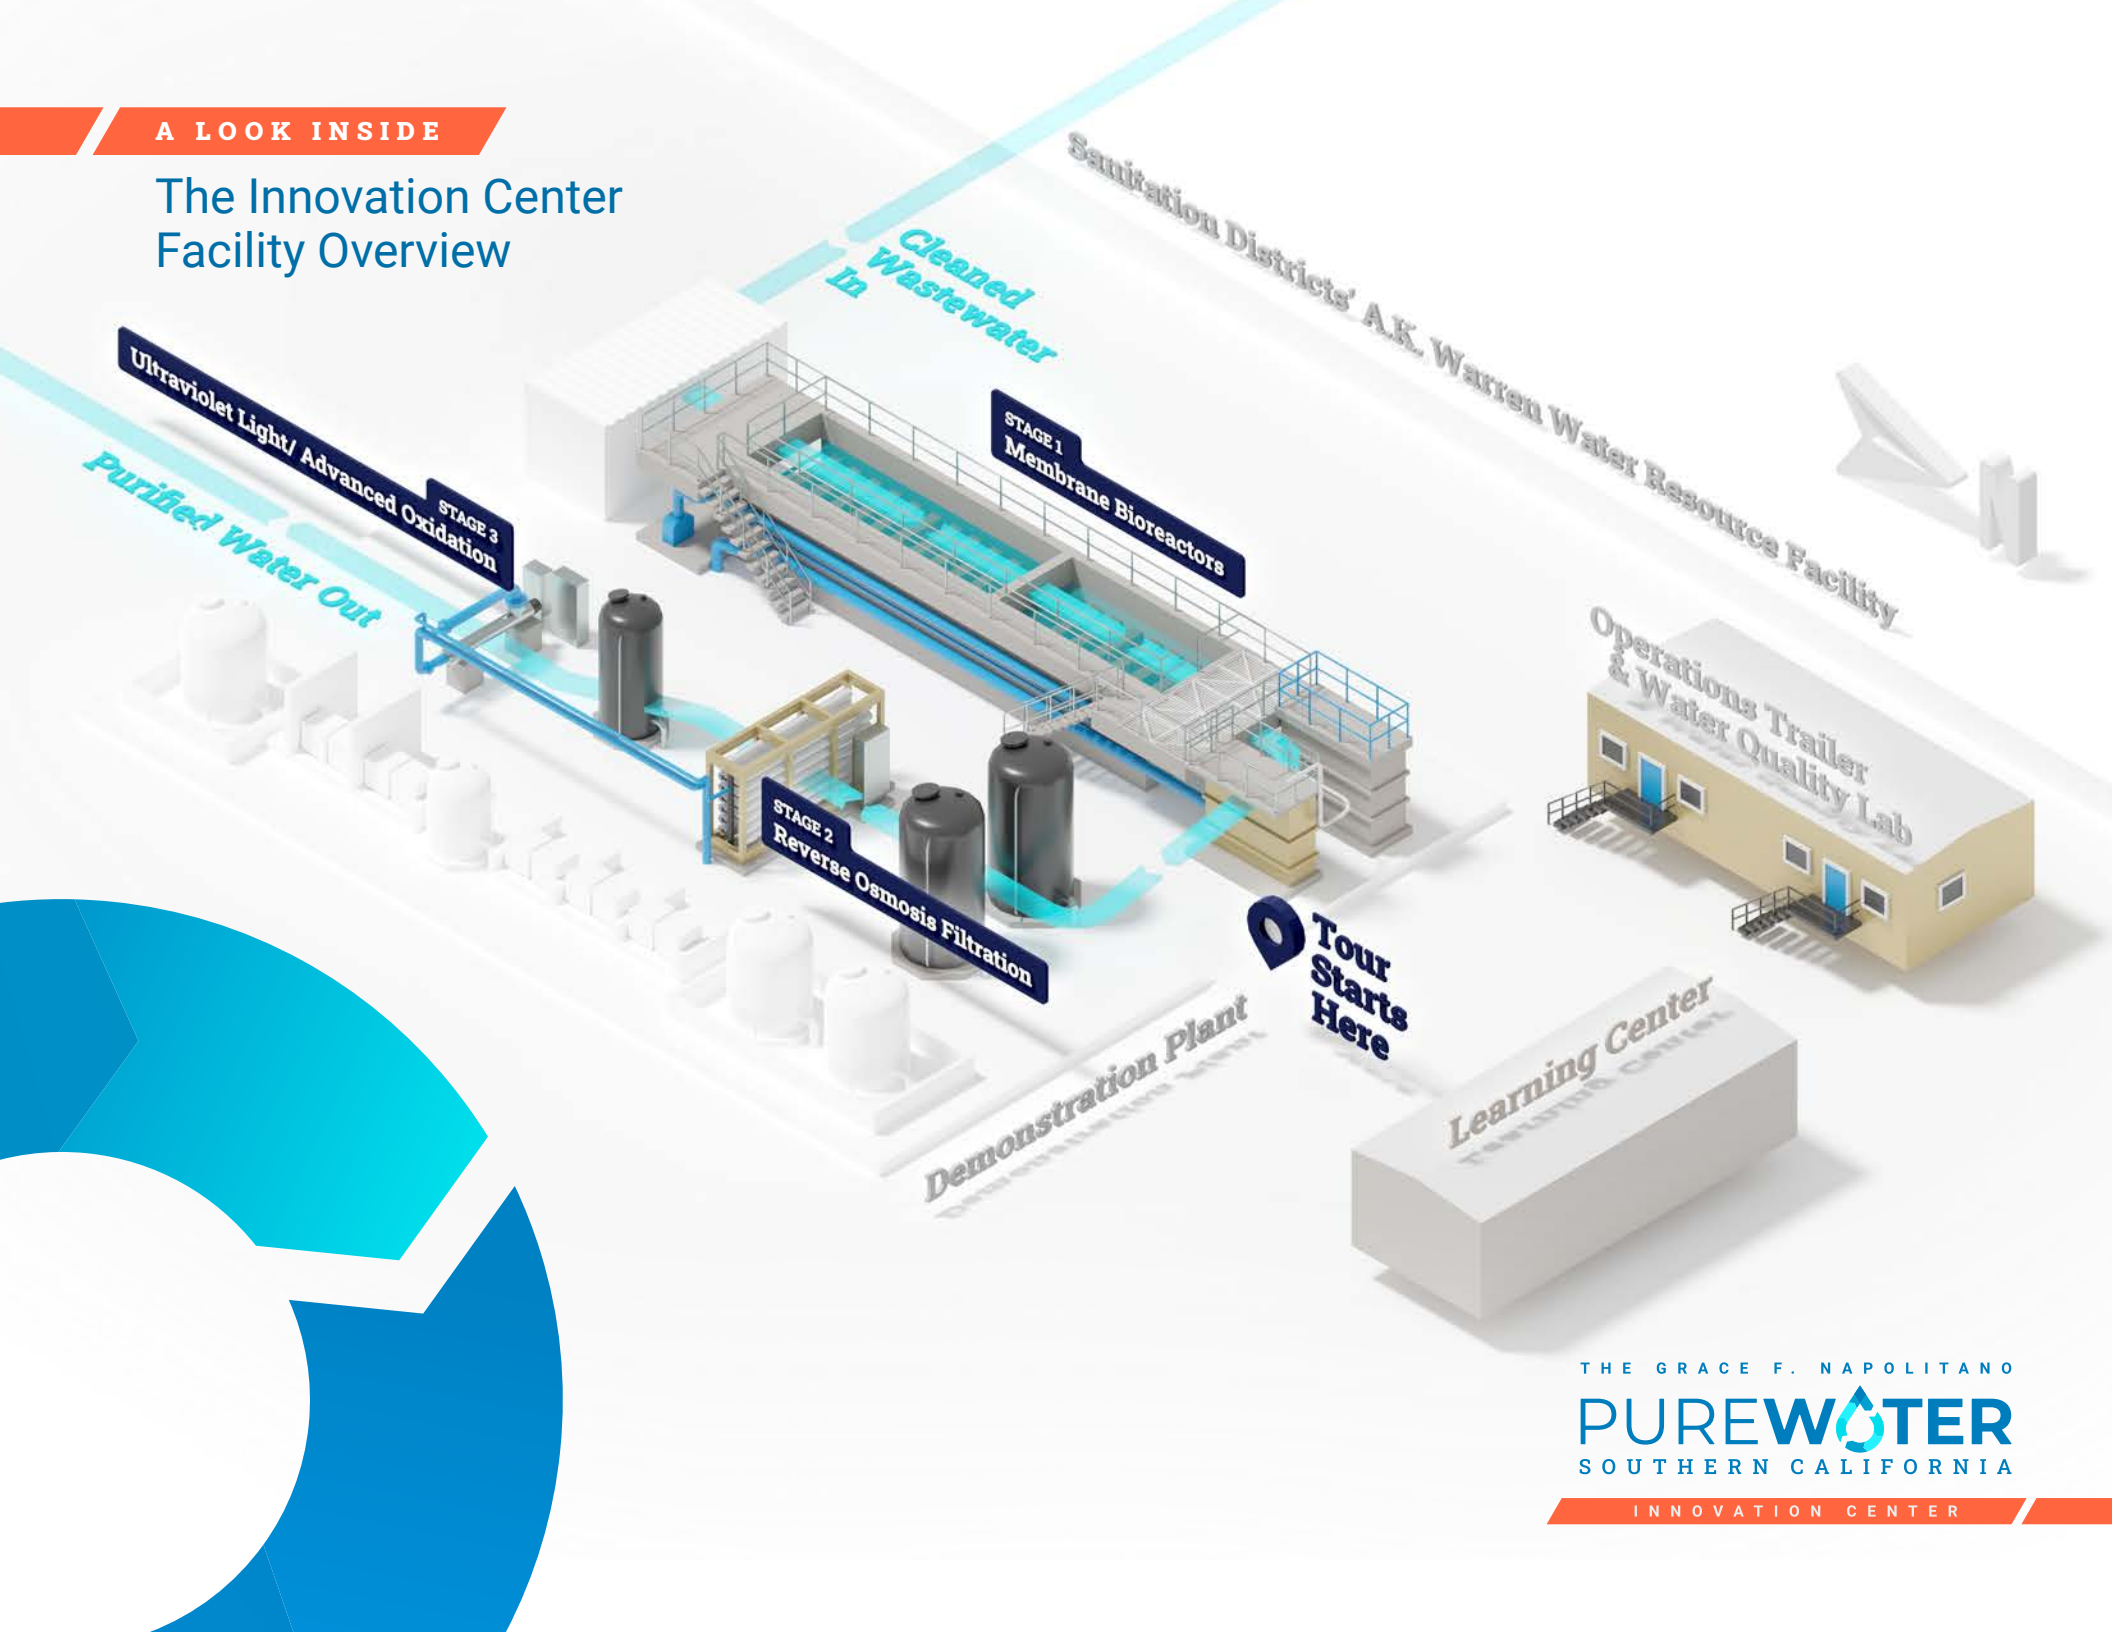 A LOOK INSIDE
The Innovation Center
Facility Overview
Sanitation Districts' A.K. Warren Water Resource Facility
Cleaned
Wastewater
In
STAGE 1
Membrane Bioreactors
STAGE 3
Ultraviolet Light/ Advanced Oxidation
Purified Water Out
STAGE 2
Reverse Osmosis Filtration
N
Operations Trailer
& Water Quality Lab
Tour
Starts
Here
Demonstration Plant
Learning Center
THE GRACE F. NAPOLITANO
PUREWATER
SOUTHERN CALIFORNIA
INNOVATION CENTER